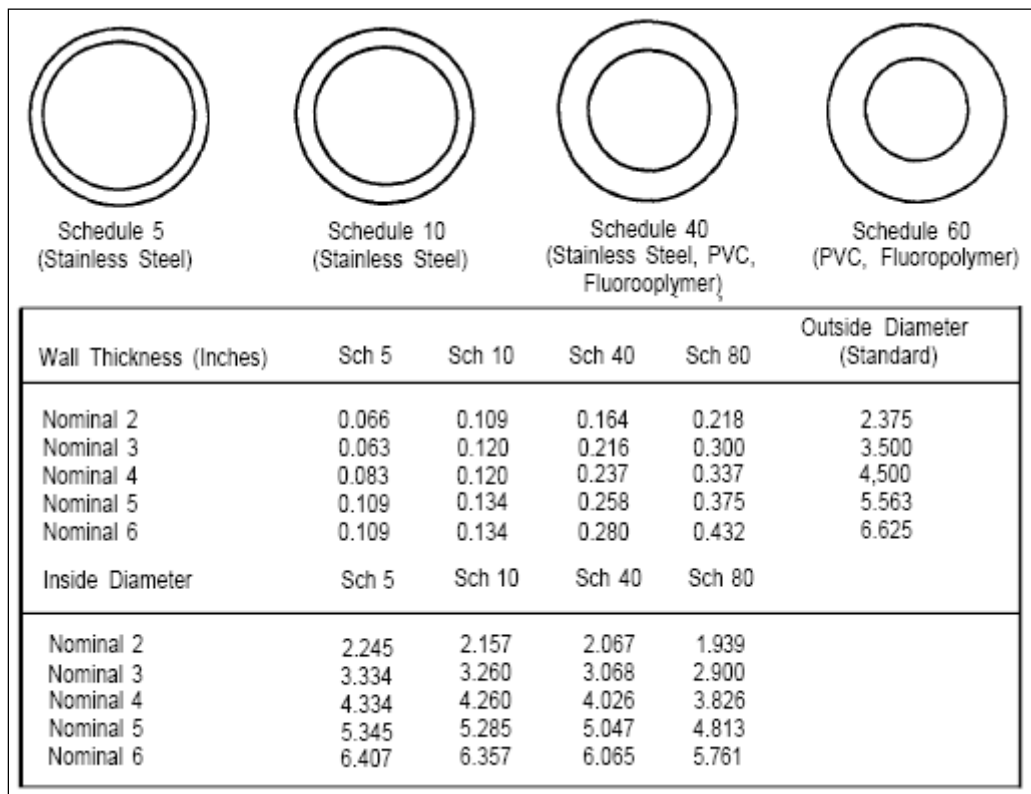 Schedule 5
(Stainless Steel)
Schedule 10
(Stainless Steel)
Schedule 40
(Stainless Steel, PVC,
Fluorooplymer)
Schedule 60
(PVC, Fluoropolymer)
Wall Thickness (Inches) Sch 5 Sch 10 Sch 40 Sch 80 Outside Diameter (Standard)
Nominal 2 0.066 0.109 0.164 0.218 2.375
Nominal 3 0.063 0.120 0.216 0.300 3.500
Nominal 4 0.083 0.120 0.237 0.337 4,500
Nominal 5 0.109 0.134 0.258 0.375 5.563
Nominal 6 0.109 0.134 0.280 0.432 6.625
Inside Diameter Sch 5 Sch 10 Sch 40 Sch 80
Nominal 2 2.245 2.157 2.067 1.939
Nominal 3 3.334 3.260 3.068 2.900
Nominal 4 4.334 4.260 4.026 3.826
Nominal 5 5.345 5.285 5.047 4.813
Nominal 6 6.407 6.357 6.065 5.761